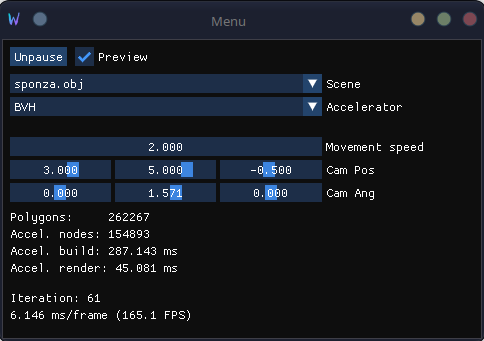 W Menu
Unpause Preview
sponza.obj Scene
BVH Accelerator
2.000 Movement speed
3.000 5.000 -0.500 Cam Pos
0.000 1.571 0.000 Cam Ang
Polygons: 262267
Accel. nodes: 154893
Accel. build: 287.143 ms
Accel. render: 45.081 ms
Iteration: 61
6.146 ms/frame (165.1 FPS)